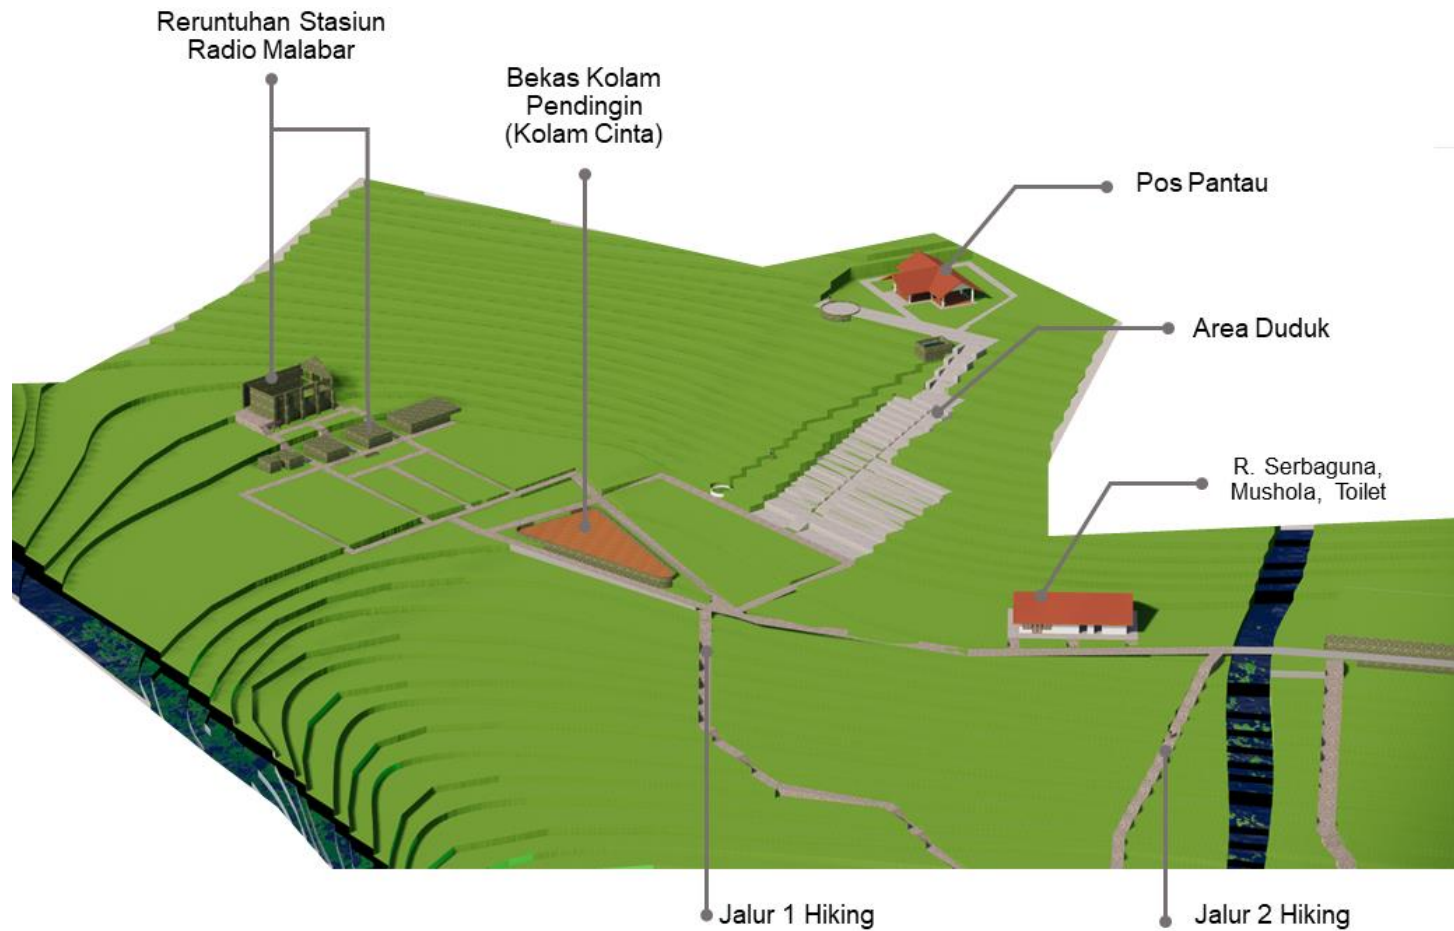 Reruntuhan Stasiun
Radio Malabar
Bekas Kolam
Pendingin
(Kolam Cinta)
Pos Pantau
Area Duduk
R. Serbaguna,
Mushola, Toilet
Jalur 1 Hiking
Jalur 2 Hiking